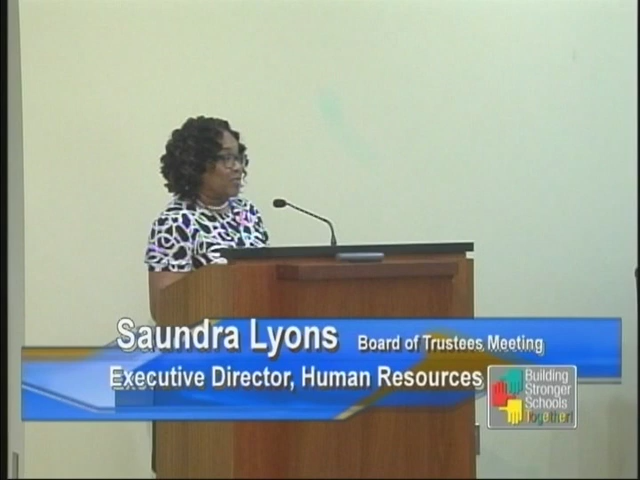 Saundra Lyons Board of Trustees Meeting
Executive Director, Human Resources
Building
Stronger
Schools
Together!